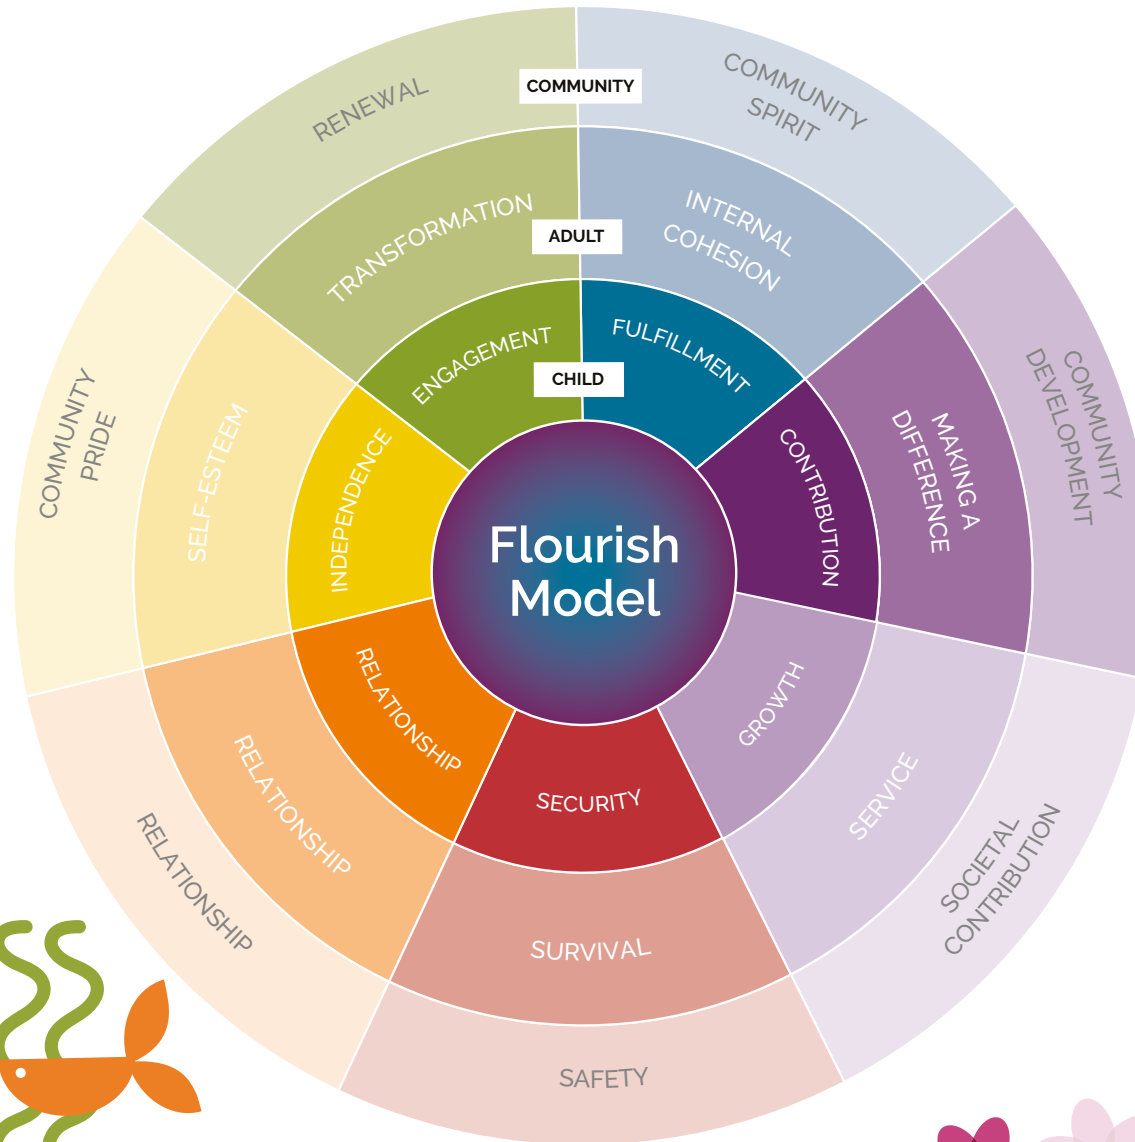 COMMUNITY
RENEWAL
COMMUNITY
SPIRIT
COMMUNITY
DEVELOPMENT
SOCIETAL
CONTRIBUTION
SAFETY
RELATIONSHIP
COMMUNITY
PRIDE
ADULT
TRANSFORMATION
INTERNAL
COHESION
MAKING A
DIFFERENCE
SERVICE
SURVIVAL
RELATIONSHIP
SELF-ESTEEM
CHILD
ENGAGEMENT
FULFILLMENT
CONTRIBUTION
GROWTH
SECURITY
RELATIONSHIP
INDEPENDENCE
Flourish
Model